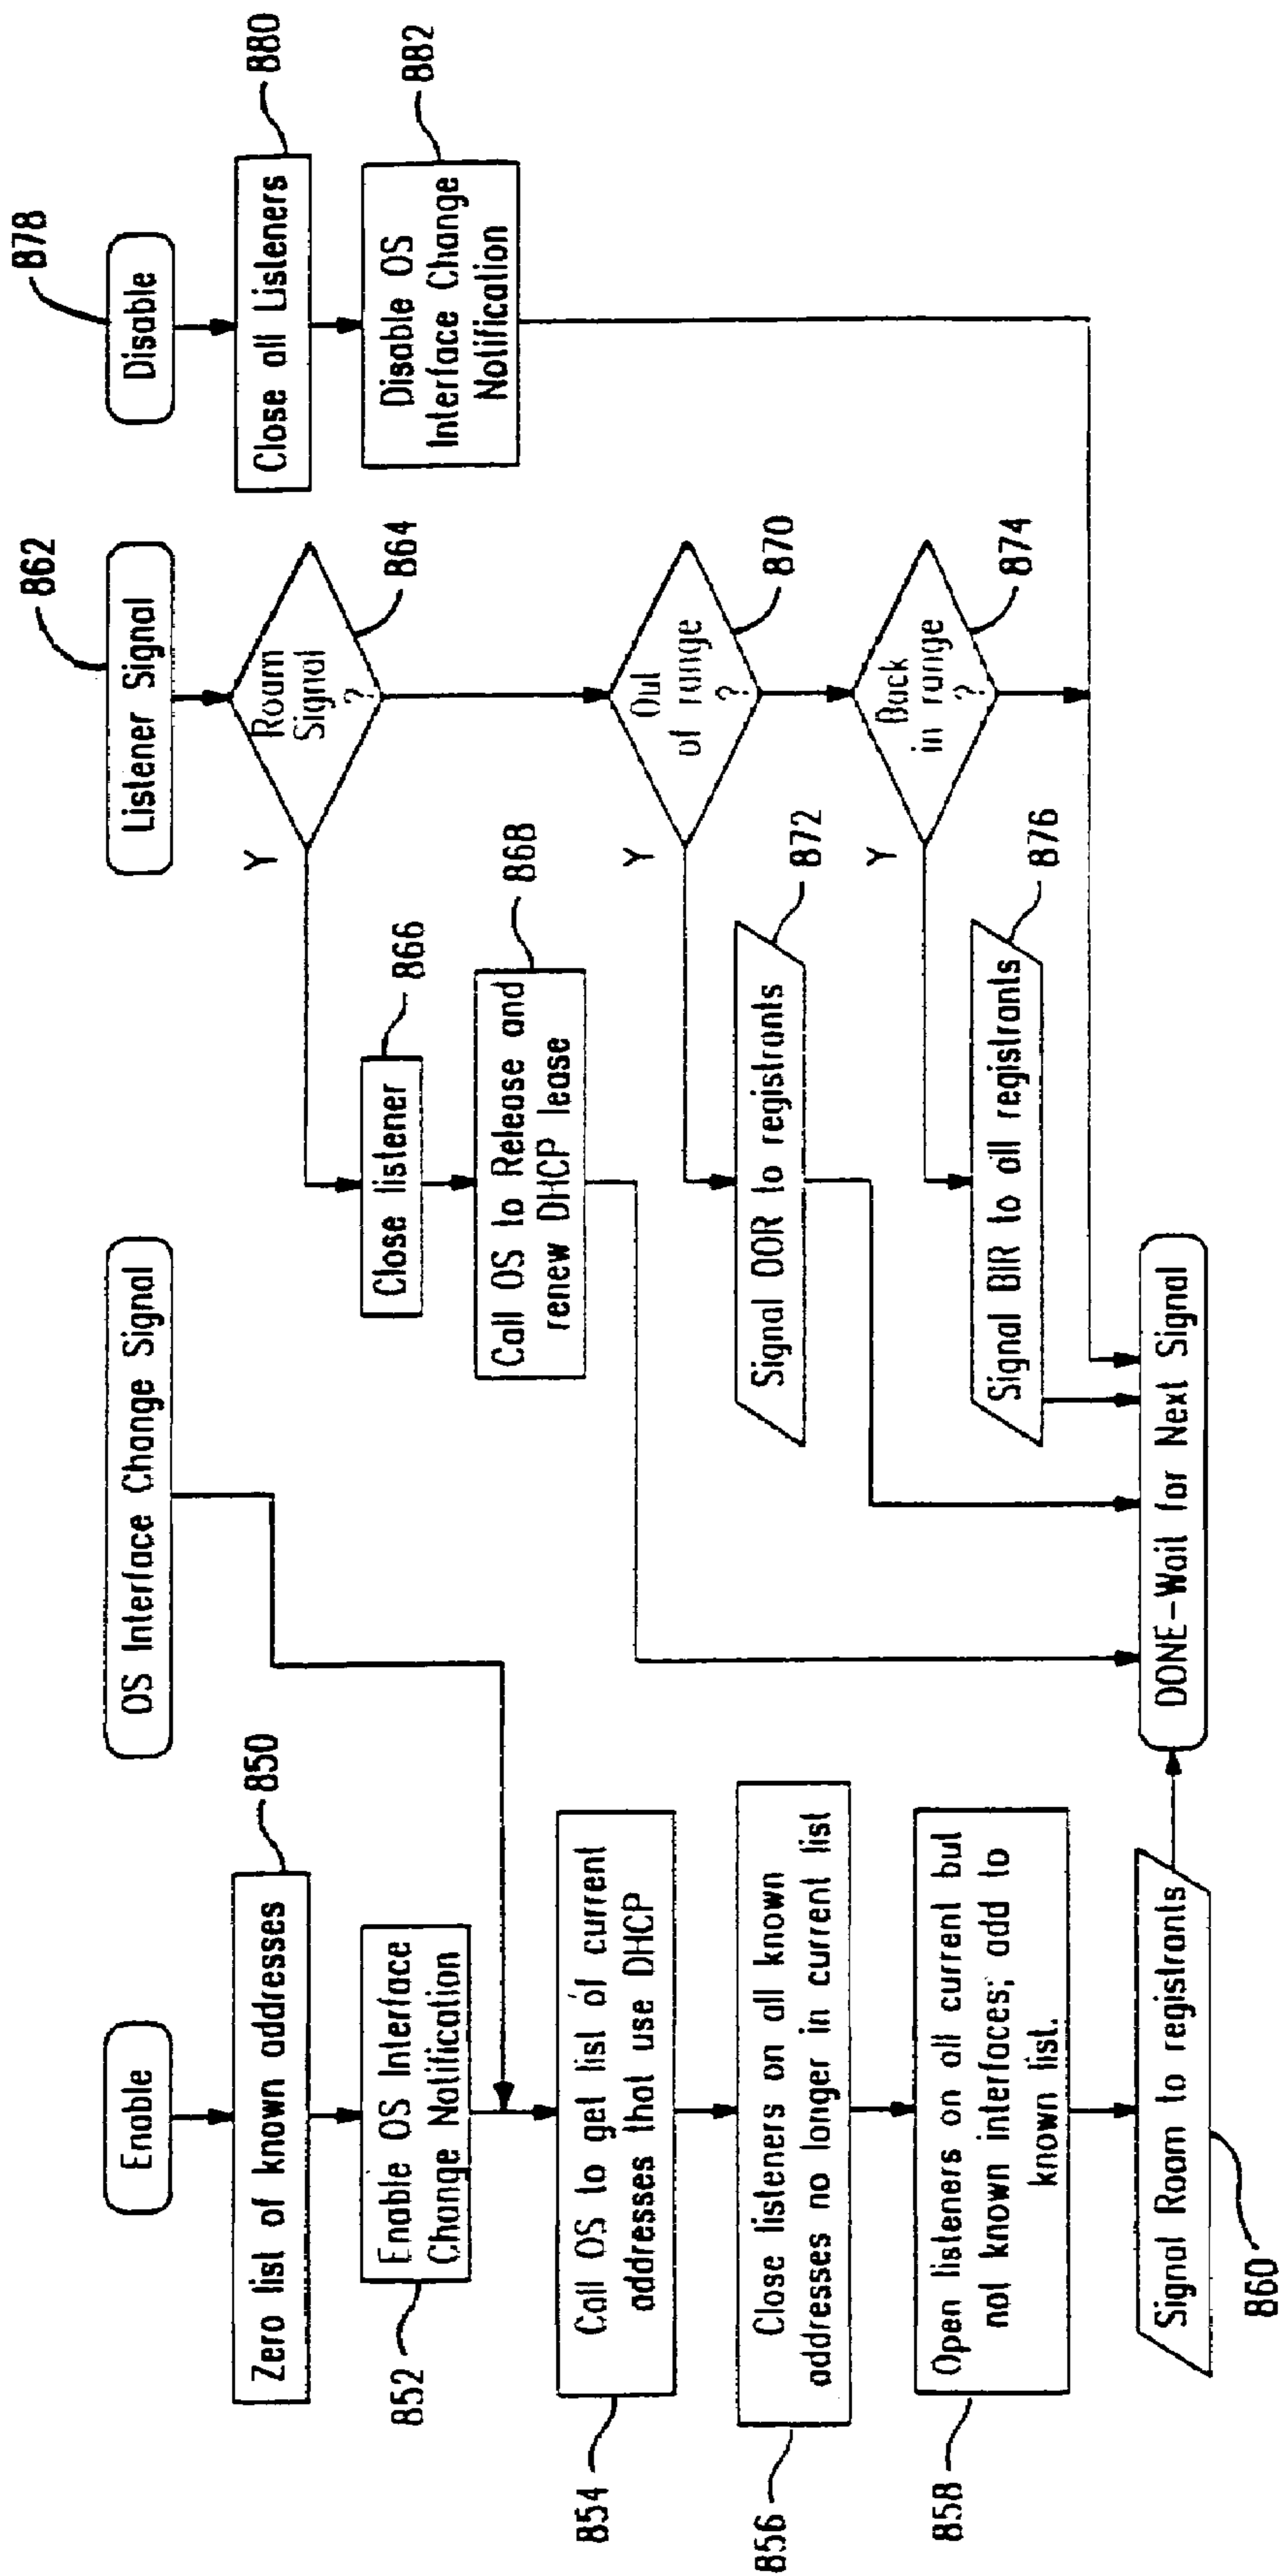 Enable
Zero list of known addresses
850
Enable OS Interface
Change Notification
852
OS Interface Change Signal
Call OS to get list of current
addresses that use DHCP
854
Close listeners on all known
addresses no longer in current list
856
Open listeners on all current but
not known interfaces; add to
known list.
858
Signal Roam to registrants
860
DONE-Wait for Next Signal
Listener Signal
862
Roam
Signal
?
864
Y
Close listener
866
Call OS to Release and
renew DHCP lease
868
Out
of range
?
870
Y
Signal OOR to registrants
872
Back
in range
?
874
Y
Signal BIR to all registrants
876
Disable
878
Close all Listeners
880
Disable OS
Interface Change
Notification
882